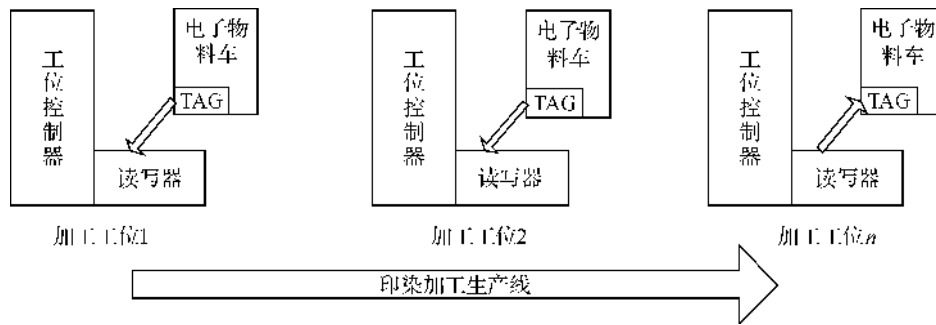 工位控制器
电子物料车
TAG
读写器
加工工位1
工位控制器
电子物料车
TAG
读写器
加工工位2
工位控制器
电子物料车
TAG
读写器
加工工位n
印染加工生产线